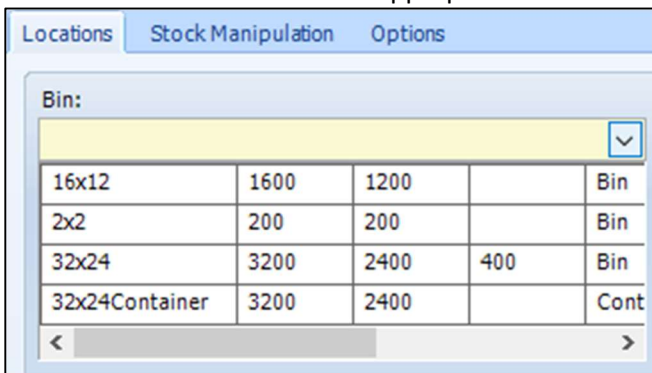 Locations Stock Manipulation Options
Bin:
16x12 1600 1200 Bin
2x2 200 200 Bin
32x24 3200 2400 400 Bin
32x24Container 3200 2400 Cont